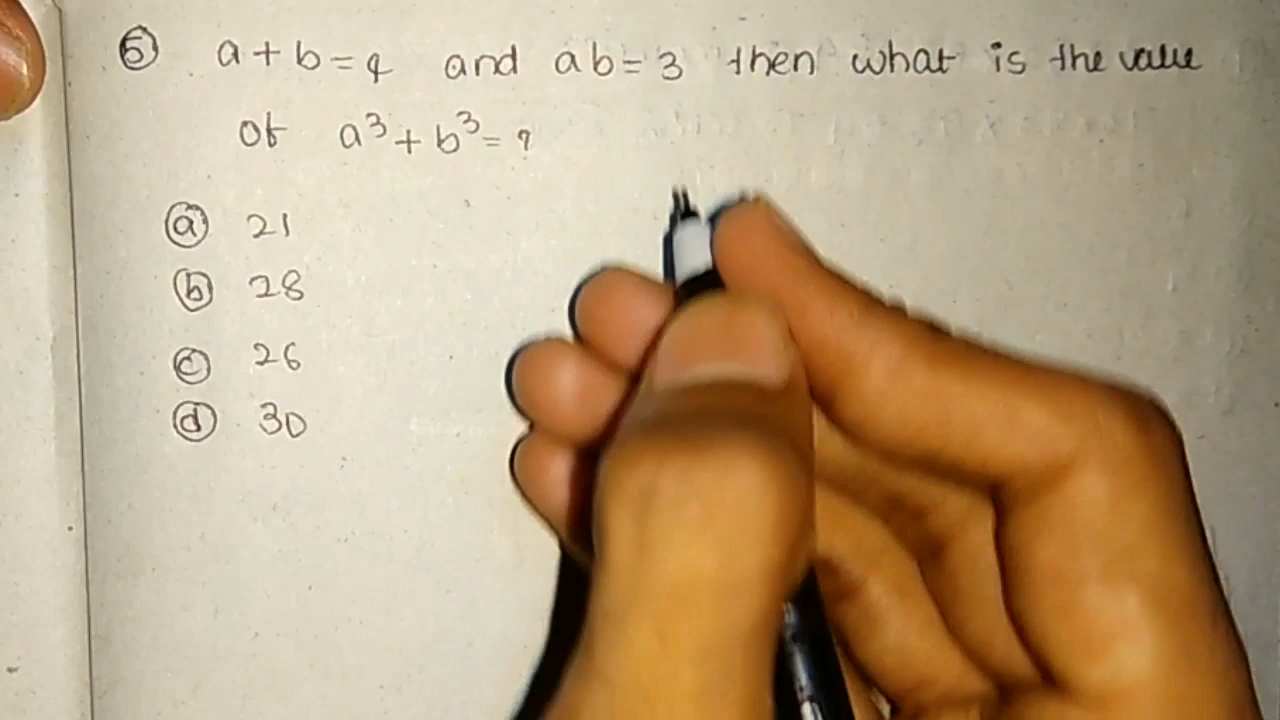 ⑤ a + b = 4 and ab = 3 then what is the value
of a³ + b³ = ?
ⓐ 21
ⓑ 28
ⓒ 26
ⓓ 30